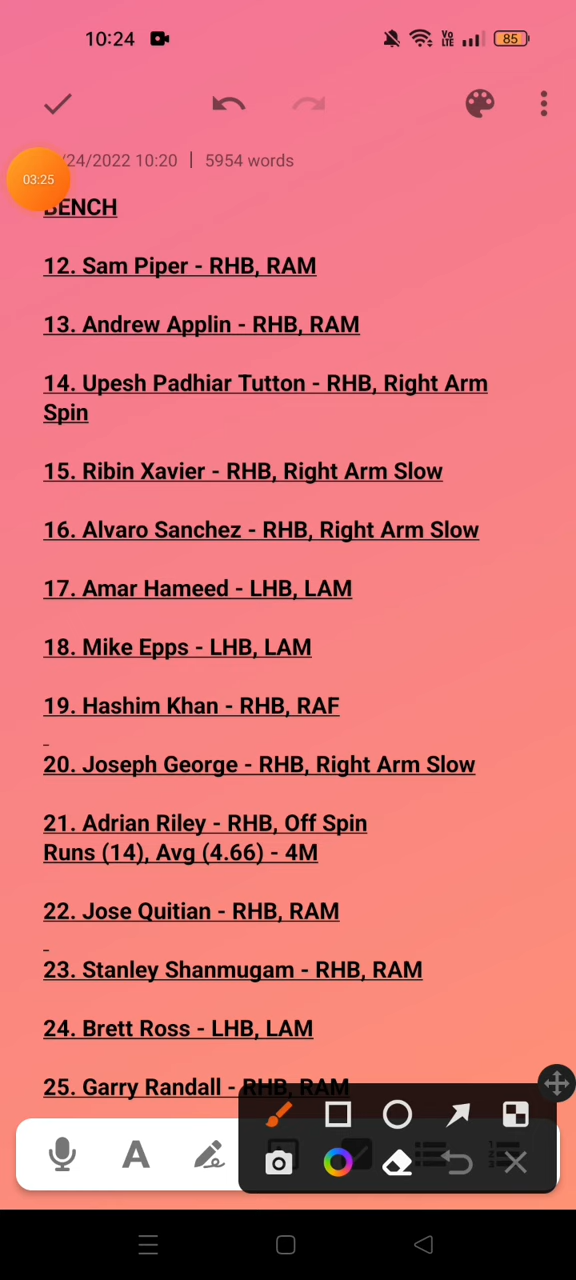 10:24
Vo LTE
85
/24/2022 10:20 | 5954 words
03:25
BENCH
12. Sam Piper - RHB, RAM
13. Andrew Applin - RHB, RAM
14. Upesh Padhiar Tutton - RHB, Right Arm
Spin
15. Ribin Xavier - RHB, Right Arm Slow
16. Alvaro Sanchez - RHB, Right Arm Slow
17. Amar Hameed - LHB, LAM
18. Mike Epps - LHB, LAM
19. Hashim Khan - RHB, RAF
20. Joseph George - RHB, Right Arm Slow
21. Adrian Riley - RHB, Off Spin
Runs (14), Avg (4.66) - 4M
22. Jose Quitian - RHB, RAM
23. Stanley Shanmugam - RHB, RAM
24. Brett Ross - LHB, LAM
25. Garry Randall - RHB, RAM
A